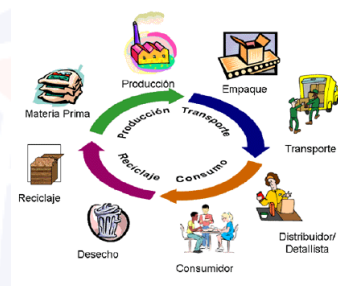 Producción
Empaque
Materia Prima
Transporte
Reciclaje
Distribuidor/
Detallista
Desecho
Consumidor
Producción
Transporte
Reciclaje
Consumo